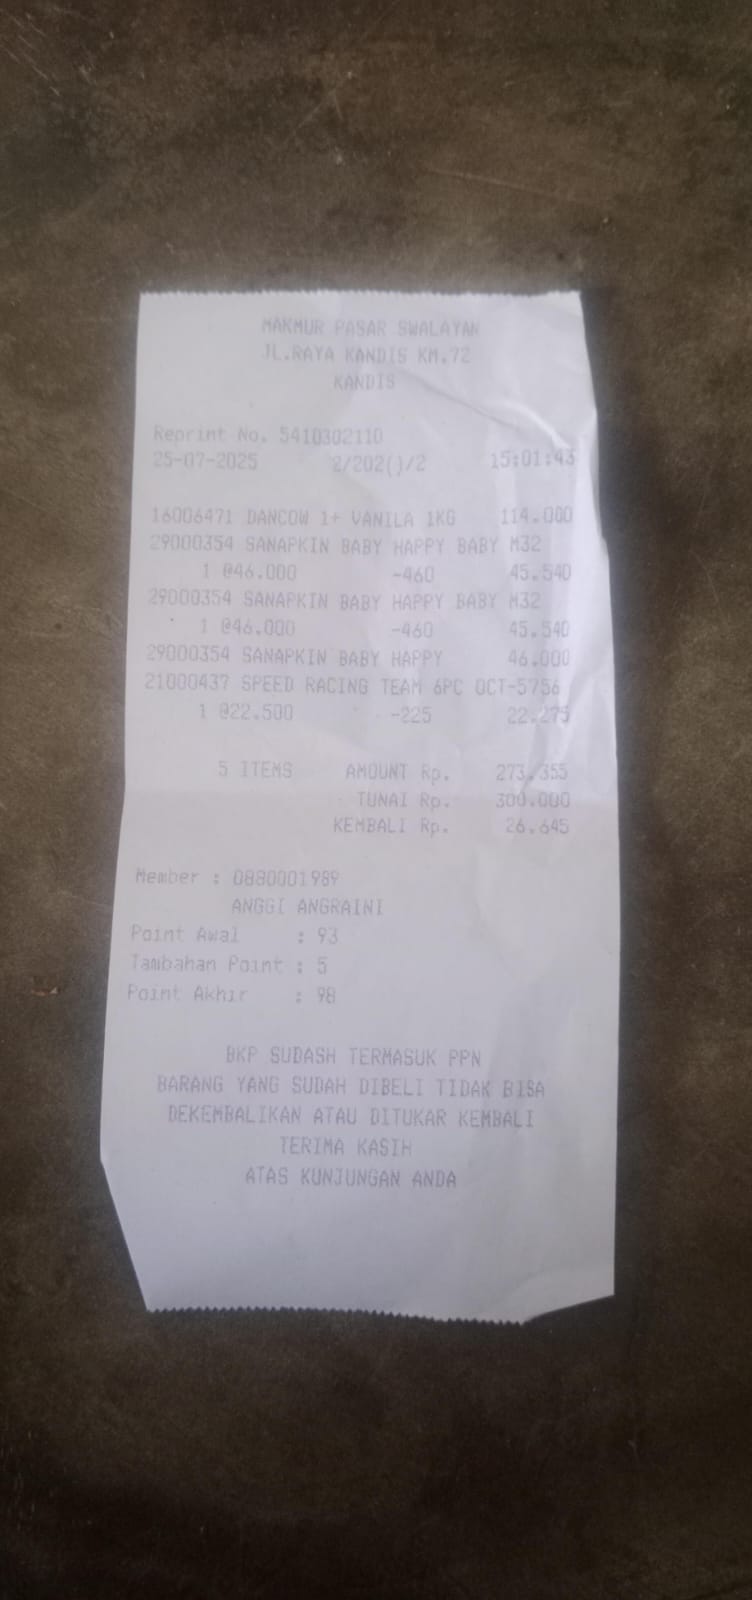 MAKMUR PASAR SWALAYAN
JL.RAYA KANDIS KM.72
KANDIS
Reprint No. 5410302110
25-07-2025 2/202()/2 15:01:43
16006471 DANCOW 1+ VANILA 1KG 114.000
29000354 SANAPKIN BABY HAPPY BABY M32
1 @46.000 -460 45.540
29000354 SANAPKIN BABY HAPPY BABY M32
1 @46.000 -460 45.540
29000354 SANAPKIN BABY HAPPY 46.000
21000437 SPEED RACING TEAM 6PC OCT-5756
1 @22.500 -225 22.275
5 ITEMS AMOUNT Rp. 273.355
TUNAI Rp. 300.000
KEMBALI Rp. 26.645
Member : 0880001989
ANGGI ANGRAINI
Point Awal : 93
Tambahan Point : 5
Point Akhir : 98
BKP SUDASH TERMASUK PPN
BARANG YANG SUDAH DIBELI TIDAK BISA
DEKEMBALIKAN ATAU DITUKAR KEMBALI
TERIMA KASIH
ATAS KUNJUNGAN ANDA